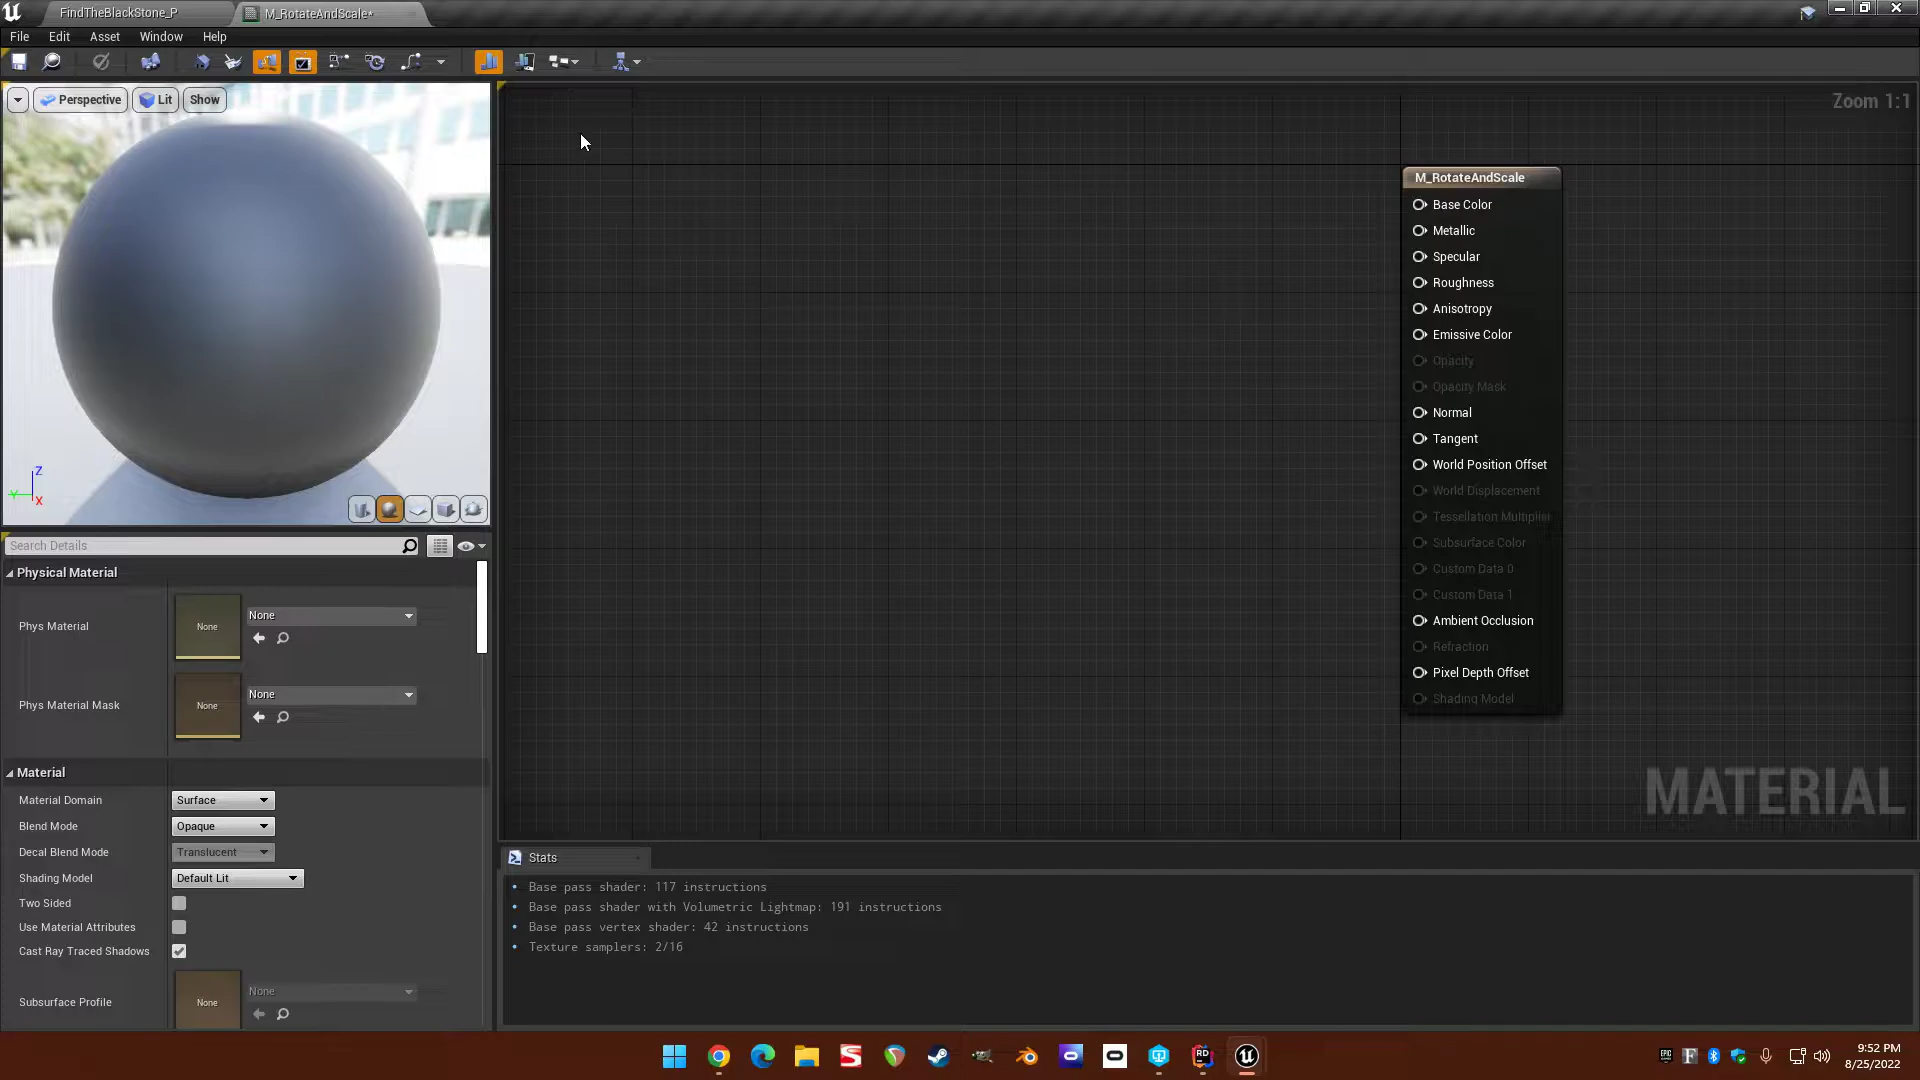 FindTheBlackStone_P
M_RotateAndScale*
File Edit Asset Window Help
Perspective Lit Show
Zoom 1:1
M_RotateAndScale
Base Color
Metallic
Specular
Roughness
Anisotropy
Emissive Color
Opacity
Opacity Mask
Normal
Tangent
World Position Offset
World Displacement
Tessellation Multiplier
Subsurface Color
Custom Data 0
Custom Data 1
Ambient Occlusion
Refraction
Pixel Depth Offset
Shading Model
MATERIAL
Z
Y
X
Search Details
Physical Material
Phys Material
None
None
Phys Material Mask
None
None
Material
Material Domain Surface
Blend Mode Opaque
Decal Blend Mode Translucent
Shading Model Default Lit
Two Sided
Use Material Attributes
Cast Ray Traced Shadows
Subsurface Profile
None
None
Stats
Base pass shader: 117 instructions
Base pass shader with Volumetric Lightmap: 191 instructions
Base pass vertex shader: 42 instructions
Texture samplers: 2/16
RD
EPIC
9:52 PM
8/25/2022